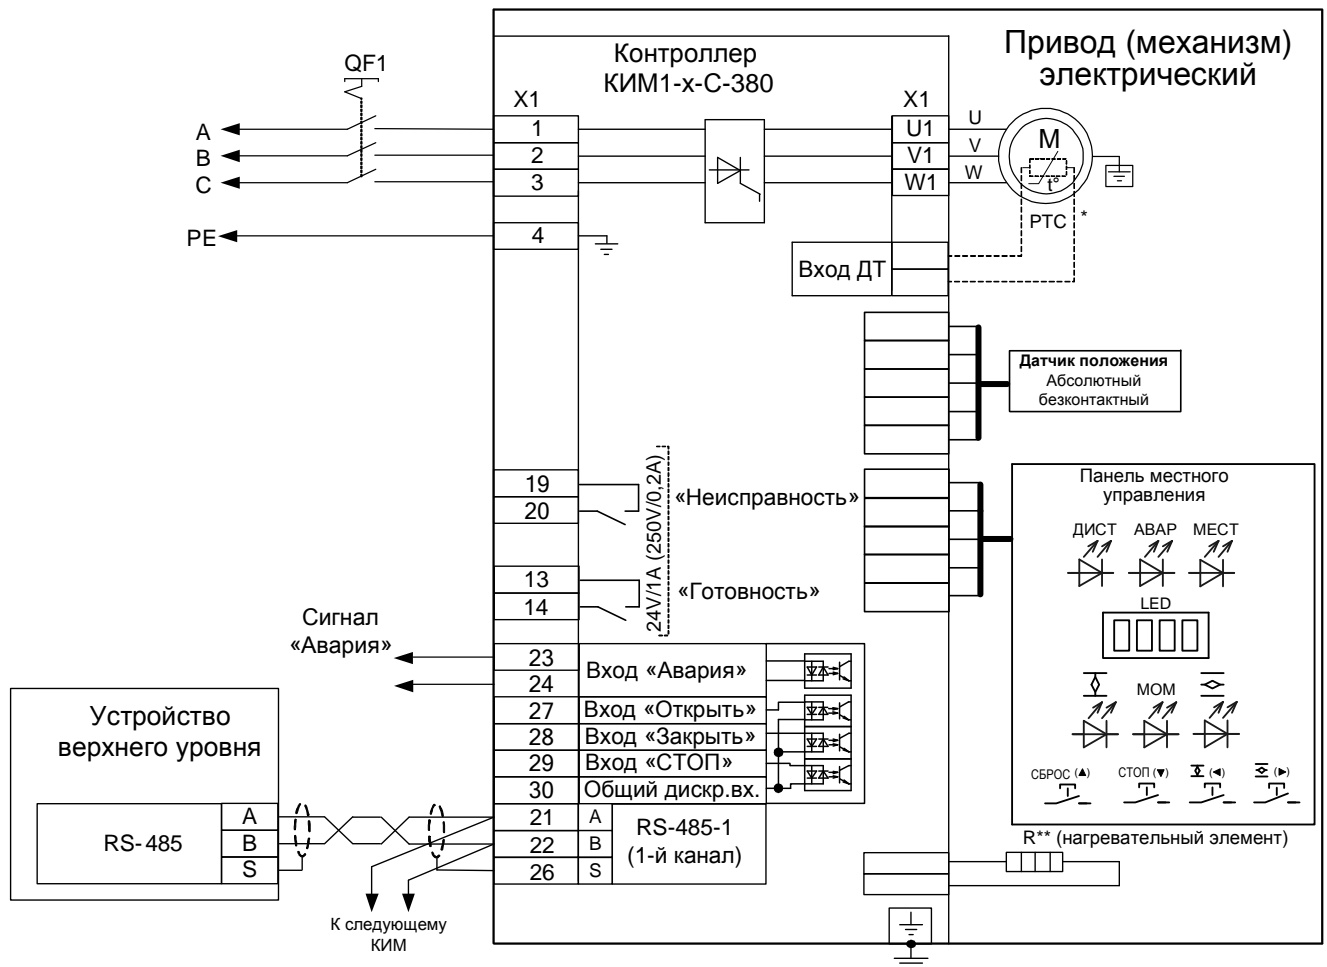 Привод (механизм)
электрический
Контроллер
КИМ1-x-С-380
QF1
X1
X1
A
B
C
PE
1
2
3
4
U1
V1
W1
U
V
W
M
t°
PTC
*
Вход ДТ
Датчик положения
Абсолютный
безконтактный
19
20
«Неисправность»
24V/1A (250V/0,2A)
13
14
«Готовность»
Панель местного
управления
ДИСТ АВАР МЕСТ
LED
МОМ
СБРОС (▲) СТОП (▼) (◄) (►)
R** (нагревательный элемент)
Сигнал
«Авария»
23
24
Вход «Авария»
27 Вход «Открыть»
28 Вход «Закрыть»
29 Вход «СТОП»
30 Общий дискр.вх.
21 A
22 B
26 S
RS-485-1
(1-й канал)
Устройство
верхнего уровня
RS-485
A
B
S
К следующему
КИМ